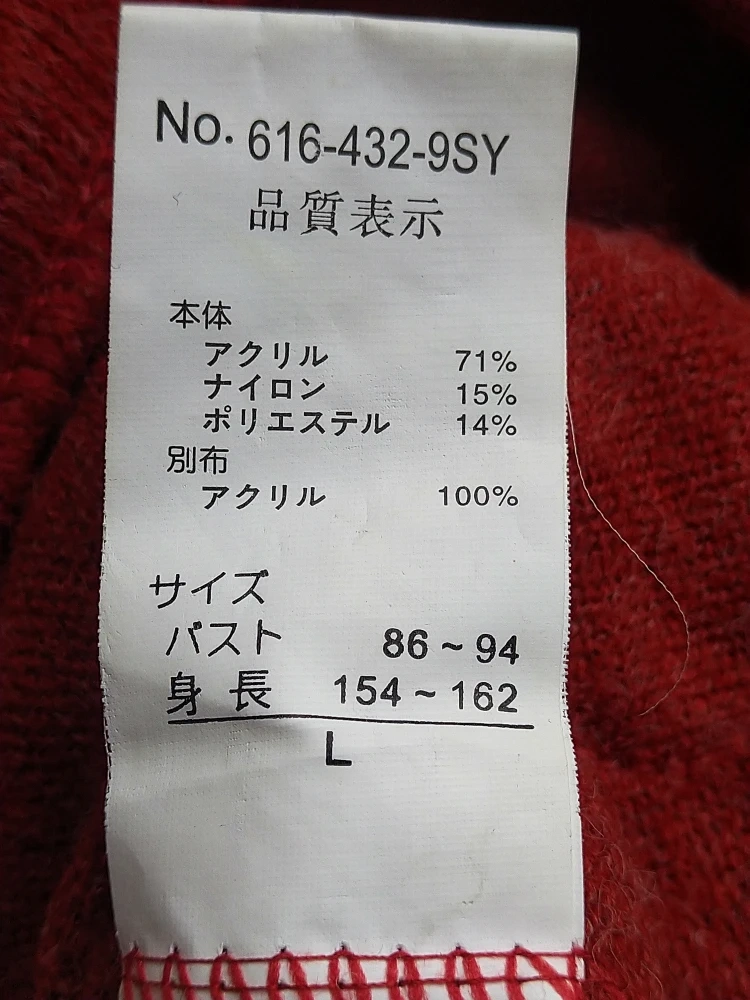 No. 616-432-9SY
品質表示
本体
アクリル 71%
ナイロン 15%
ポリエステル 14%
別布
アクリル 100%
サイズ
バスト 86~94
身長 154~162
L